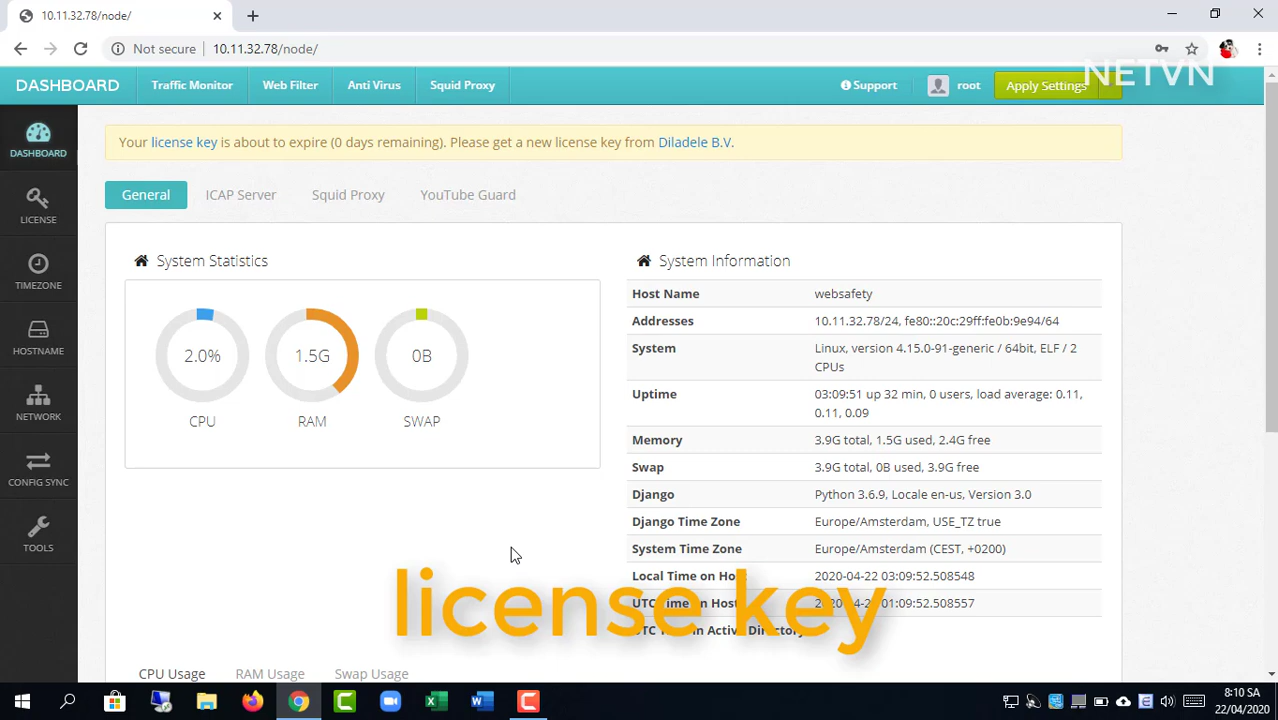 10.11.32.78/node/
Not secure 10.11.32.78/node/
NETVN
DASHBOARD Traffic Monitor Web Filter Anti Virus Squid Proxy Support root Apply Settings
Your license key is about to expire (0 days remaining). Please get a new license key from Diladele B.V.
DASHBOARD
LICENSE
TIMEZONE
HOSTNAME
NETWORK
CONFIG SYNC
TOOLS
General ICAP Server Squid Proxy YouTube Guard
System Statistics
2.0% 1.5G 0B
CPU RAM SWAP
System Information
Host Name websafety
Addresses 10.11.32.78/24, fe80::20c:29ff:fe0b:9e94/64
System Linux, version 4.15.0-91-generic / 64bit, ELF / 2
CPUs
Uptime 03:09:51 up 32 min, 0 users, load average: 0.11,
0.11, 0.09
Memory 3.9G total, 1.5G used, 2.4G free
Swap 3.9G total, 0B used, 3.9G free
Django Python 3.6.9, Locale en-us, Version 3.0
Django Time Zone Europe/Amsterdam, USE_TZ true
System Time Zone Europe/Amsterdam (CEST, +0200)
Local Time on 2020-04-22 03:09:52.508548
UTC Time on 01:09:52.508557
in Active Directory
license key
CPU Usage RAM Usage Swap Usage
8:10 SA
22/04/2020